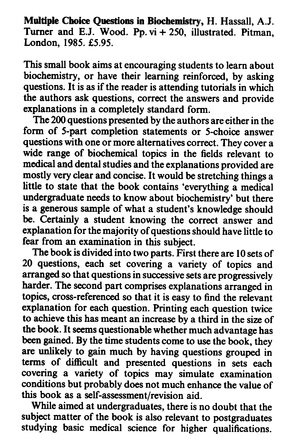 Multiple Choice Questions in Biochemistry, H. Hassall, A.J.
Turner and E.J. Wood. Pp. vi + 250, illustrated. Pitman,
London, 1985. £5.95.
This small book aims at encouraging students to learn about
biochemistry, or have their learning reinforced, by asking
questions. It is as if the reader is attending tutorials in which
the authors ask questions, correct the answers and provide
explanations in a completely standard form.
The 200 questions presented by the authors are either in the
form of 5-part completion statements or 5-choice answer
questions with one or more alternatives correct. They cover a
wide range of biochemical topics in the fields relevant to
medical and dental studies and the explanations provided are
mostly very clear and concise. It would be stretching things a
little to state that the book contains 'everything a medical
undergraduate needs to know about biochemistry' but there
is a generous sample of what a student's knowledge should
be. Certainly a student knowing the correct answer and
explanation for the majority of questions should have little to
fear from an examination in this subject.
The book is divided into two parts. First there are 10 sets of
20 questions, each set covering a variety of topics and
arranged so that questions in successive sets are progressively
harder. The second part comprises explanations arranged in
topics, cross-referenced so that it is easy to find the relevant
explanation for each question. Printing each question twice
to achieve this has meant an increase by a third in the size of
the book. It seems questionable whether much advantage has
been gained. By the time students come to use the book, they
are unlikely to gain much by having questions grouped in
terms of difficult and presented questions in sets each
covering a variety of topics may simulate examination
conditions but probably does not much enhance the value of
this book as a self-assessment/revision aid.
While aimed at undergraduates, there is no doubt that the
subject matter of the book is also relevant to postgraduates
studying basic medical science for higher qualifications.